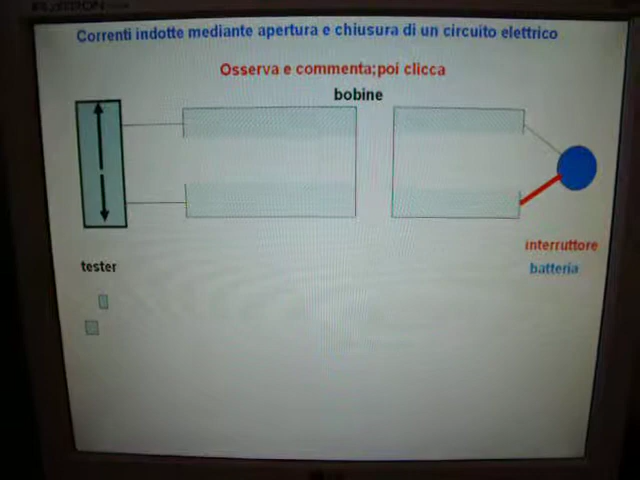 Correnti indotte mediante apertura e chiusura di un circuito elettrico
Osserva e commenta;poi clicca
bobine
interruttore
tester
batteria